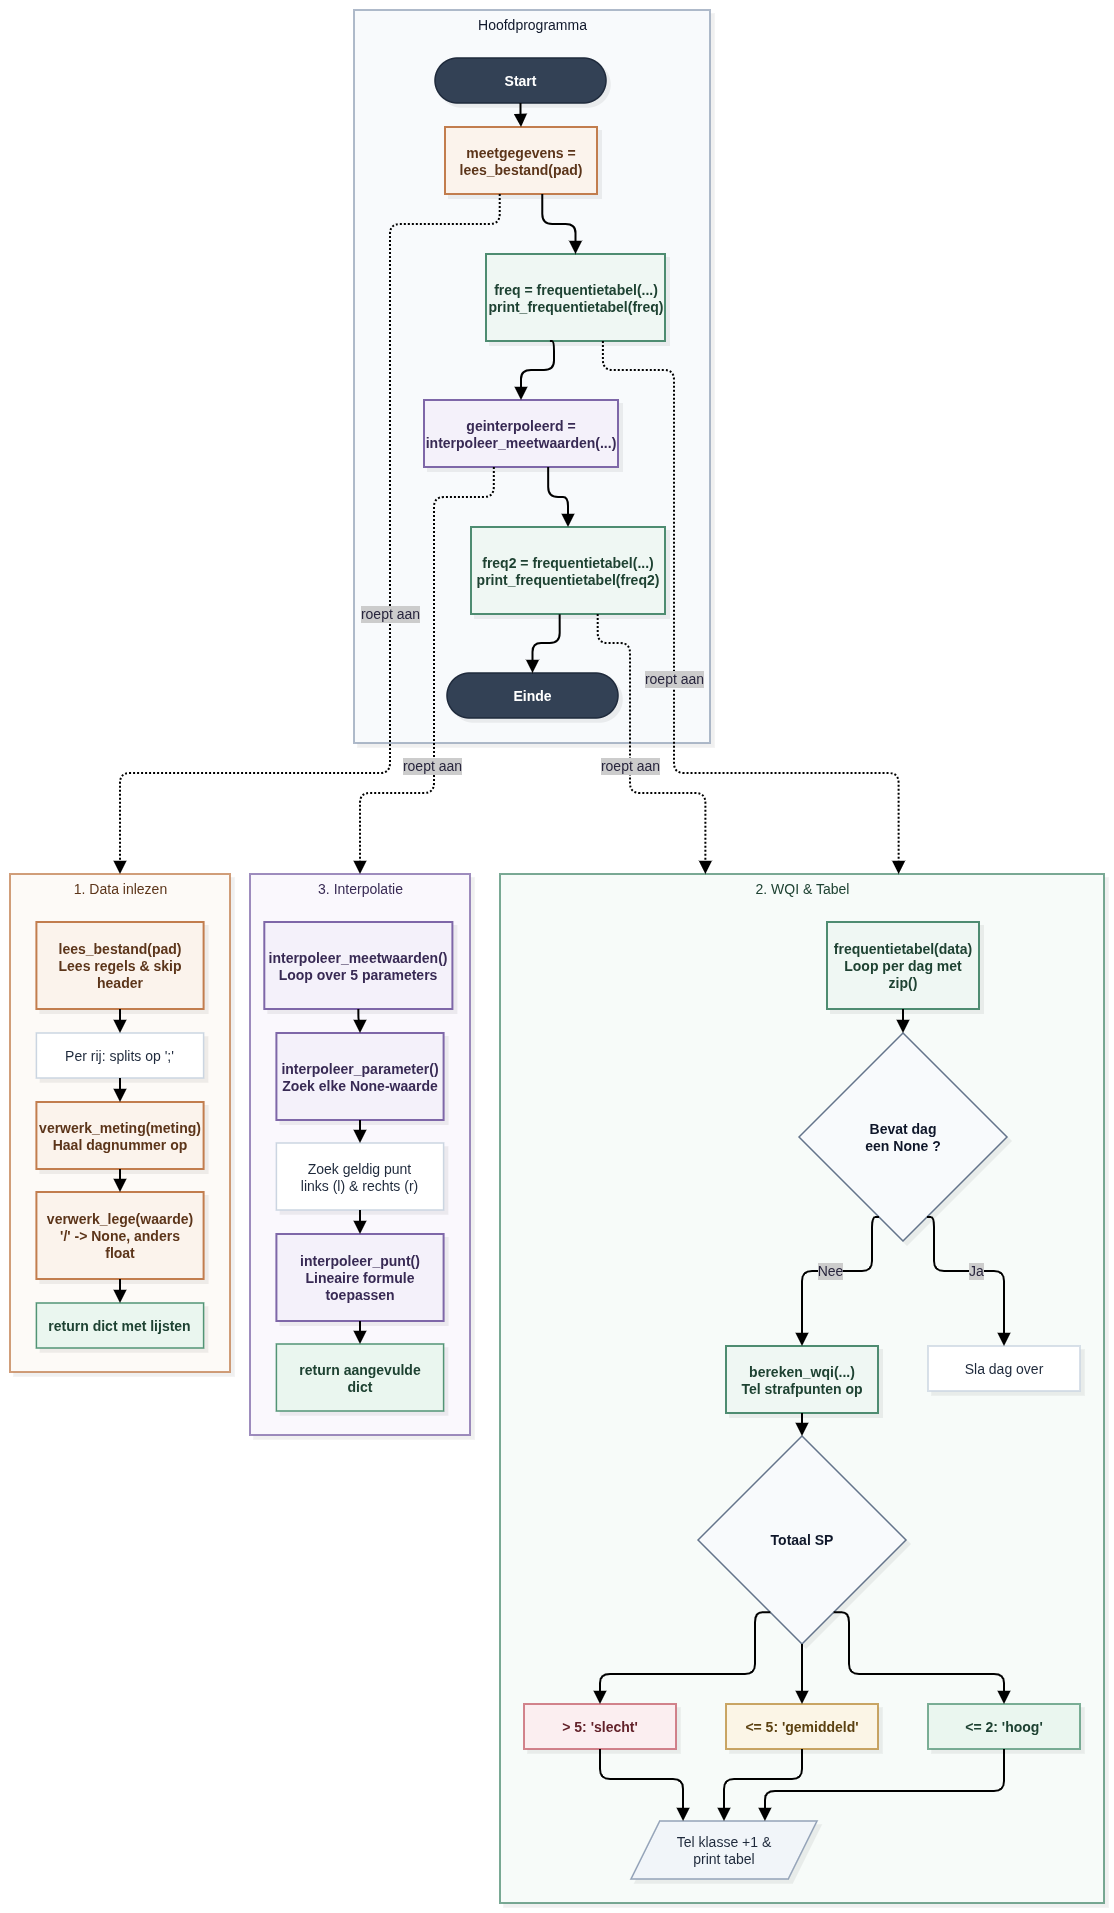 Hoofdprogramma
Start
meetgegevens =
lees_bestand(pad)
freq = frequentietabel(...)
print_frequentietabel(freq)
geinterpoleerd =
interpoleer_meetwaarden(...)
freq2 = frequentietabel(...)
print_frequentietabel(freq2)
roept aan
Einde
roept aan
roept aan
roept aan
1. Data inlezen
lees_bestand(pad)
Lees regels & skip
header
Per rij: splits op ';'
verwerk_meting(meting)
Haal dagnummer op
verwerk_lege(waarde)
'/' -> None, anders
float
return dict met lijsten
3. Interpolatie
interpoleer_meetwaarden()
Loop over 5 parameters
interpoleer_parameter()
Zoek elke None-waarde
Zoek geldig punt
links (l) & rechts (r)
interpoleer_punt()
Lineaire formule
toepassen
return aangevulde
dict
2. WQI & Tabel
frequentietabel(data)
Loop per dag met
zip()
Bevat dag
een None ?
Nee
Ja
bereken_wqi(...)
Tel strafpunten op
Sla dag over
Totaal SP
> 5: 'slecht'
<= 5: 'gemiddeld'
<= 2: 'hoog'
Tel klasse +1 &
print tabel